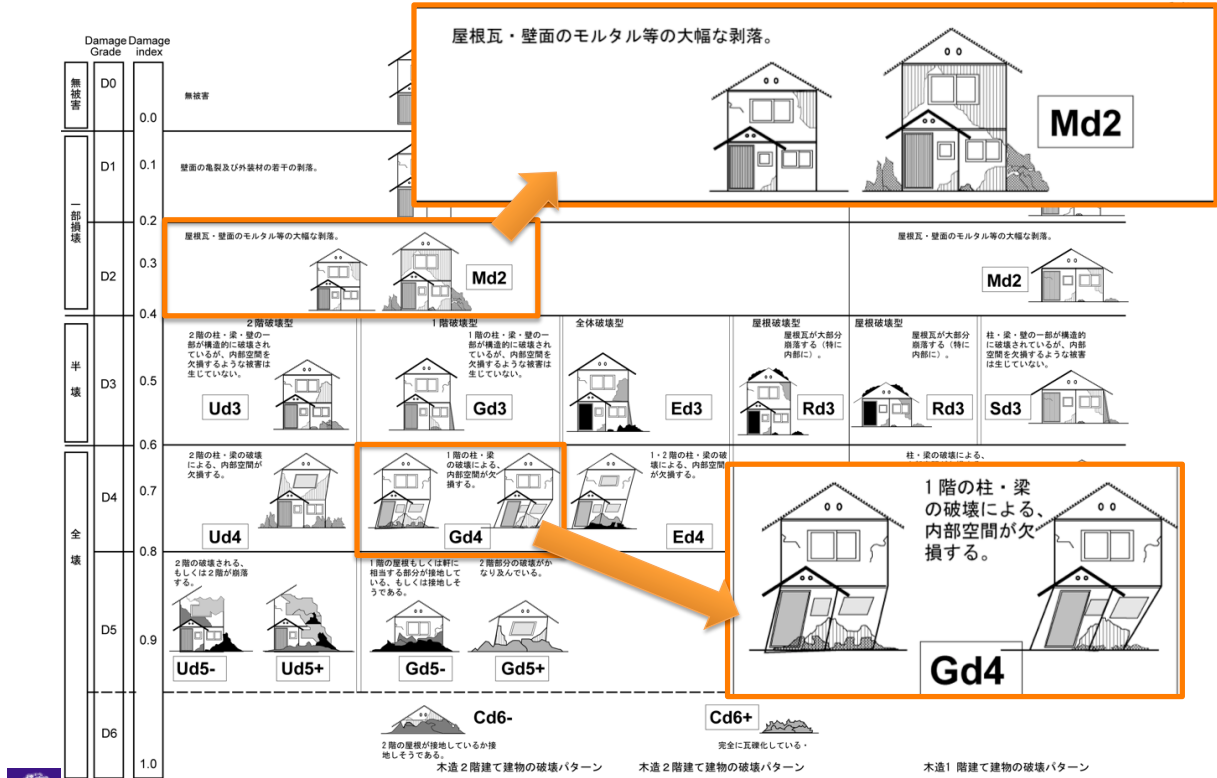 Damage Grade
Damage index
無被害
D0
0.0
無被害
一部損壊
D1
0.1
壁面の亀裂及び外装材の若干の剥落。
0.2
D2
0.3
屋根瓦・壁面のモルタル等の大幅な剥落。
Md2
屋根瓦・壁面のモルタル等の大幅な剥落。
Md2
屋根瓦・壁面のモルタル等の大幅な剥落。
Md2
0.4
半壊
D3
0.5
2階破壊型
2階の柱・梁・壁の一
部が構造的に破壊され
ているが、内部空間を
欠損するような被害は
生じていない。
Ud3
1階破壊型
1階の柱・梁・壁の一
部が構造的に破壊され
ているが、内部空間を
欠損するような被害は
生じていない。
Gd3
全体破壊型
Ed3
屋根破壊型
屋根瓦が大部分
崩落する（特に
内部に）。
Rd3
屋根破壊型
屋根瓦が大部分
崩落する（特に
内部に）。
Rd3
柱・梁・壁の一部が構造的
に破壊されているが、内部
空間を欠損するような被害
は生じていない。
Sd3
0.6
全壊
D4
0.7
2階の柱・梁の破壊
による、内部空間が
欠損する。
Ud4
1階の柱・梁
の破壊による、
内部空間が欠
損する。
Gd4
1・2階の柱・梁の破
壊による、内部空間
が欠損する。
Ed4
柱・梁の破壊による、
1階の柱・梁
の破壊による、
内部空間が欠
損する。
Gd4
0.8
D5
0.9
2階の破壊される、
もしくは2階が崩落
する。
Ud5-
Ud5+
1階の屋根もしくは軒に
相当する部分が接地して
いる、もしくは接地しそ
うである。
Gd5-
2階部分の破壊がか
なり及んでいる。
Gd5+
D6
1.0
Cd6-
2階の屋根が接地しているか接
地しそうである。
Cd6+
完全に瓦礫化している・
木造2階建て建物の破壊パターン
木造2階建て建物の破壊パターン
木造1階建て建物の破壊パターン